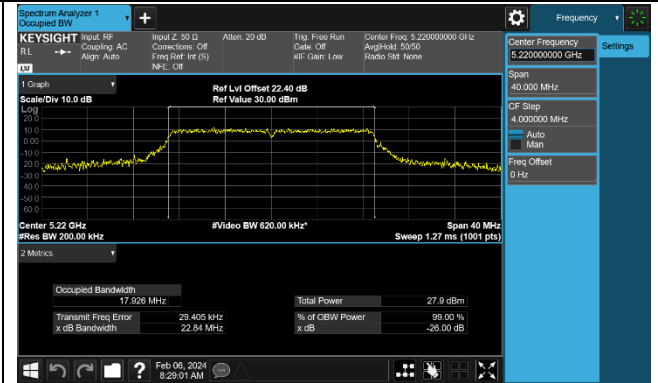 Spectrum Analyzer 1
Occupied BW
Frequency
KEYSIGHT
RL
LXI
Input: RF
Coupling: AC
Align: Auto
Input Z: 50 Ω
Corrections: Off
Freq Ref: Int (S)
NFE: Off
Atten: 20 dB
Trig: Free Run
Gate: Off
#IF Gain: Low
Center Freq: 5.220000000 GHz
Avg|Hold: 50/50
Radio Std: None
Center Frequency
5.220000000 GHz
Settings
Span
40.000 MHz
CF Step
4.000000 MHz
Auto
Man
Freq Offset
0 Hz
1 Graph
Scale/Div 10.0 dB
Ref Lvl Offset 22.40 dB
Ref Value 30.00 dBm
Log
20.0
10.0
0.00
-10.0
-20.0
-30.0
-40.0
-50.0
-60.0
Center 5.22 GHz
#Res BW 200.00 kHz
#Video BW 620.00 kHz*
Span 40 MHz
Sweep 1.27 ms (1001 pts)
2 Metrics
Occupied Bandwidth
17.926 MHz
Total Power 27.9 dBm
Transmit Freq Error 29.405 kHz
% of OBW Power 99.00 %
x dB Bandwidth 22.84 MHz
x dB -26.00 dB
?
Feb 06, 2024
8:29:01 AM